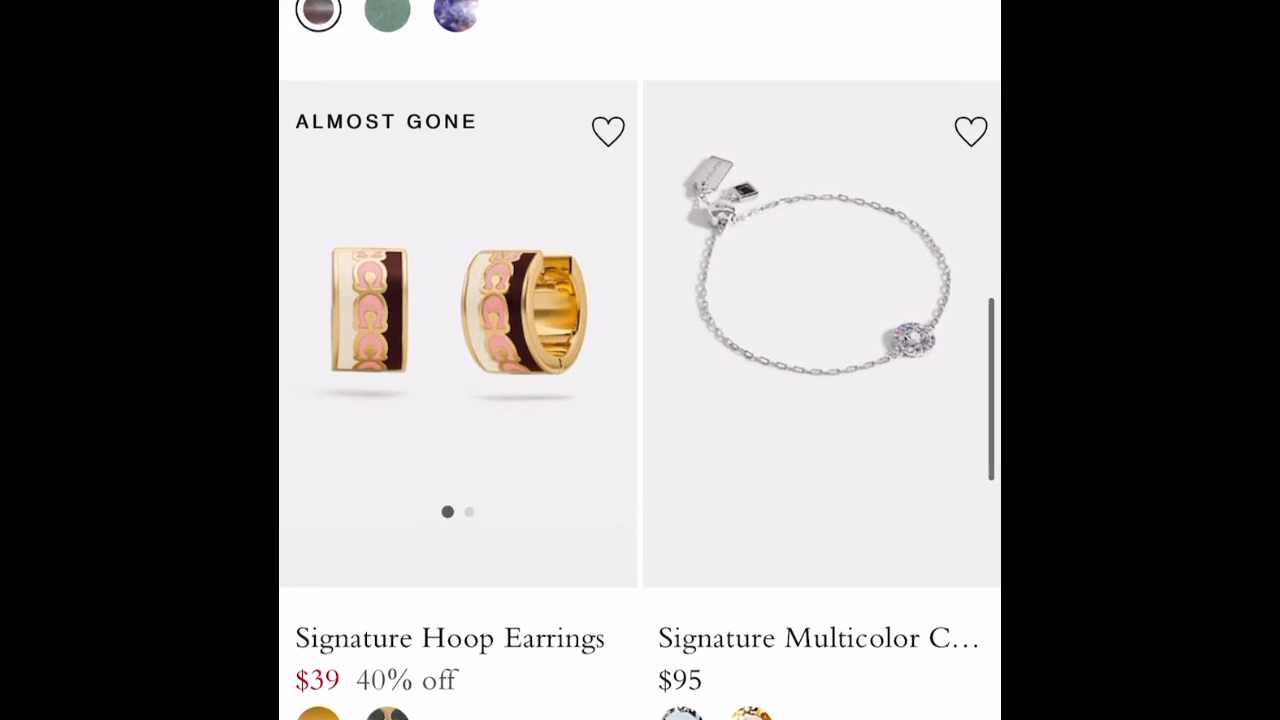 ALMOST GONE
Signature Hoop Earrings
$39 40% off
Signature Multicolor C...
$95